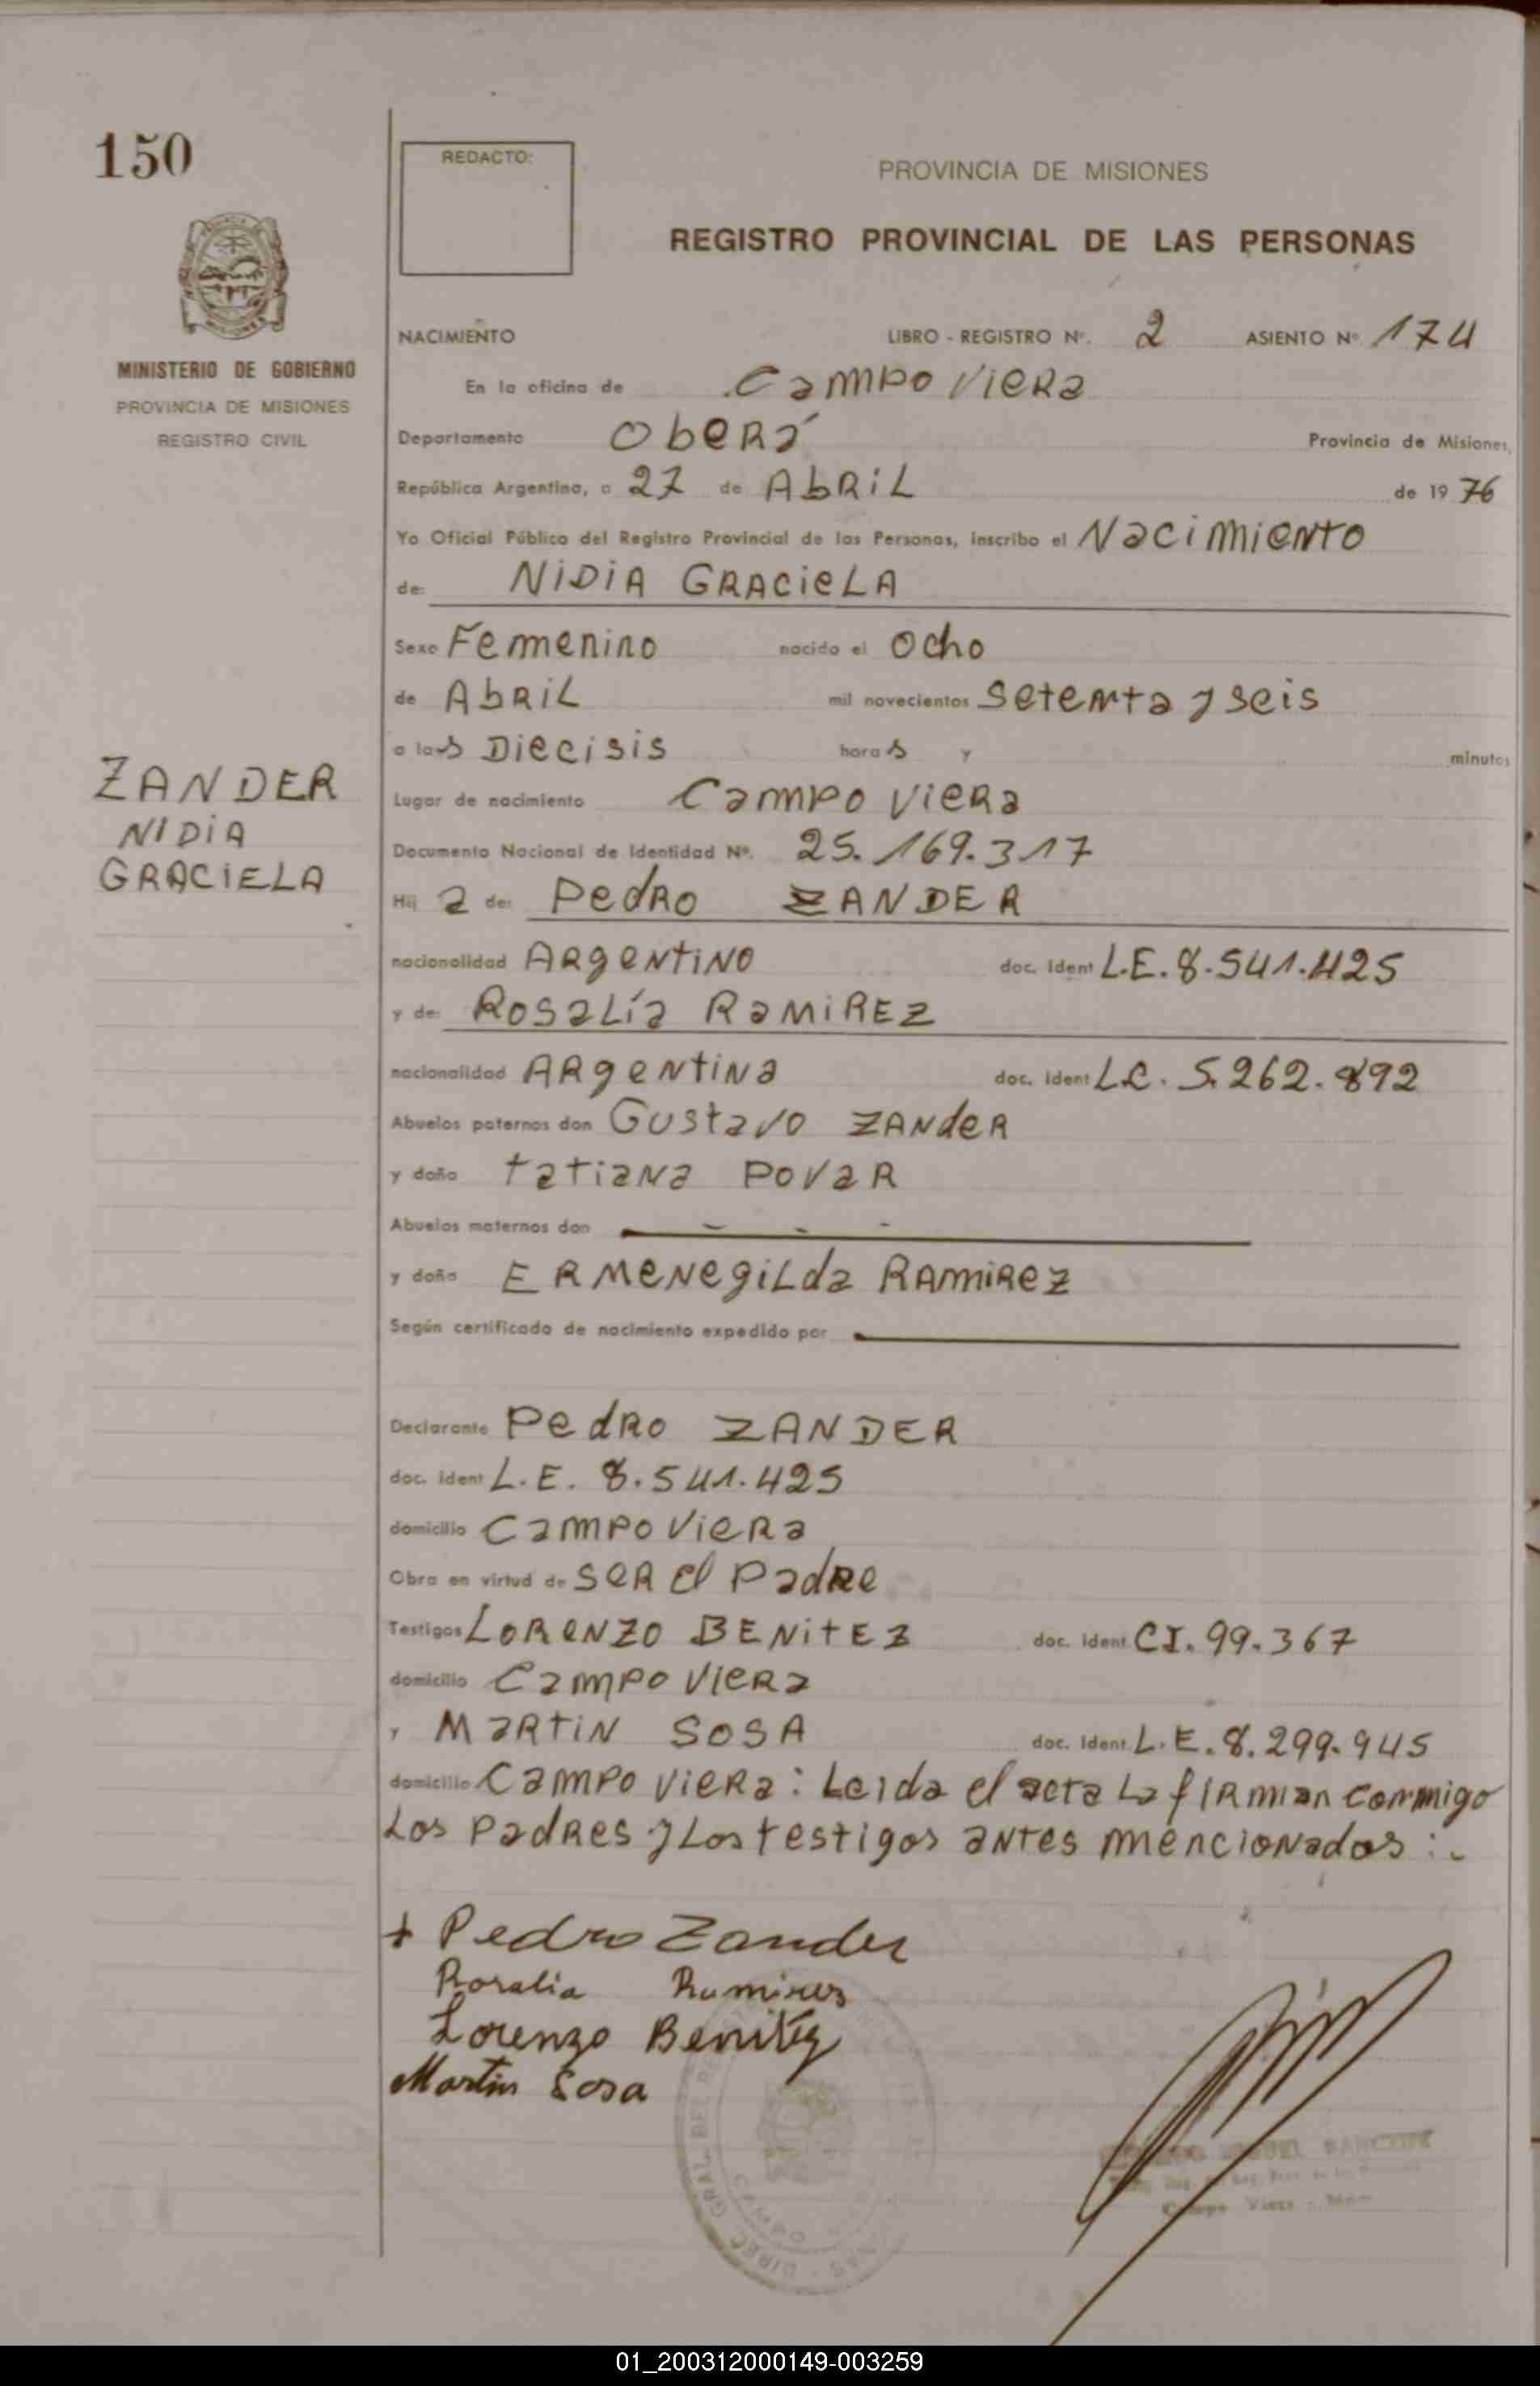 150
REDACTO:
PROVINCIA DE MISIONES
REGISTRO PROVINCIAL DE LAS PERSONAS
MINISTERIO DE GOBIERNO
PROVINCIA DE MISIONES
REGISTRO CIVIL
NACIMIENTO LIBRO - REGISTRO Nº. 2 ASIENTO Nº 174
En la oficina de Campo Viera
Departamento Oberá Provincia de Misiones,
República Argentina, a 27 de Abril de 1976
Yo Oficial Público del Registro Provincial de las Personas, inscribo el Nacimiento
de: NIDIA GRACIELA
Sexo Femenino nacido el Ocho
de Abril mil novecientos Setenta y seis
a las Diecisis horas y minutos
ZANDER
NIDIA
GRACIELA
Lugar de nacimiento Campo Viera
Documento Nacional de Identidad Nº. 25.169.317
Hij a de: Pedro ZANDER
nacionalidad Argentino doc. Ident L.E. 8.541.425
y de: Rosalía Ramirez
nacionalidad Argentina doc. Ident L.C. 5.262.892
Abuelos paternos don Gustavo Zander
y doña tatiana Povar
Abuelos maternos don
y doña Ermenegilda Ramirez
Según certificado de nacimiento expedido por
Declarante Pedro ZANDER
doc. ident L.E. 8.541.425
domicilio Campo Viera
Obra en virtud de ser el Padre
Testigos Lorenzo Benitez doc. Ident. CI. 99.367
domicilio Campo Viera
y Martin Sosa doc. Ident. L.E. 8.299.945
domicilio Campo Viera: Leida el acta La firman conmigo
Los Padres y Los testigos antes mencionados :.
+ Pedro Zander
Rosalia Ramires
Lorenzo Benitez
Martin Sosa
DIREC. GRAL. DEL
CAMPO
Campo Viera
01_200312000149-003259